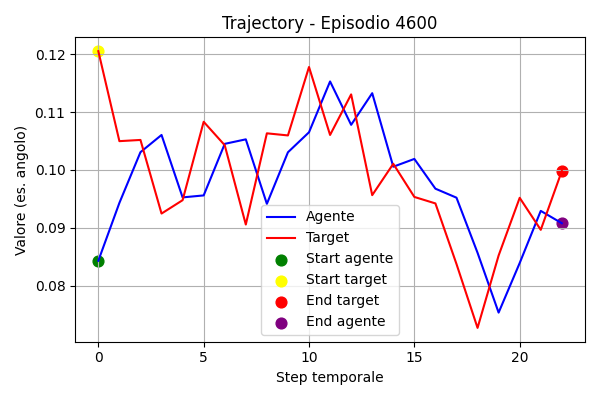 Trajectory - Episodio 4600
Valore (es. angolo)
0.12
0.11
0.10
0.09
0.08
Agente
Target
Start agente
Start target
End target
End agente
0 5 10 15 20
Step temporale